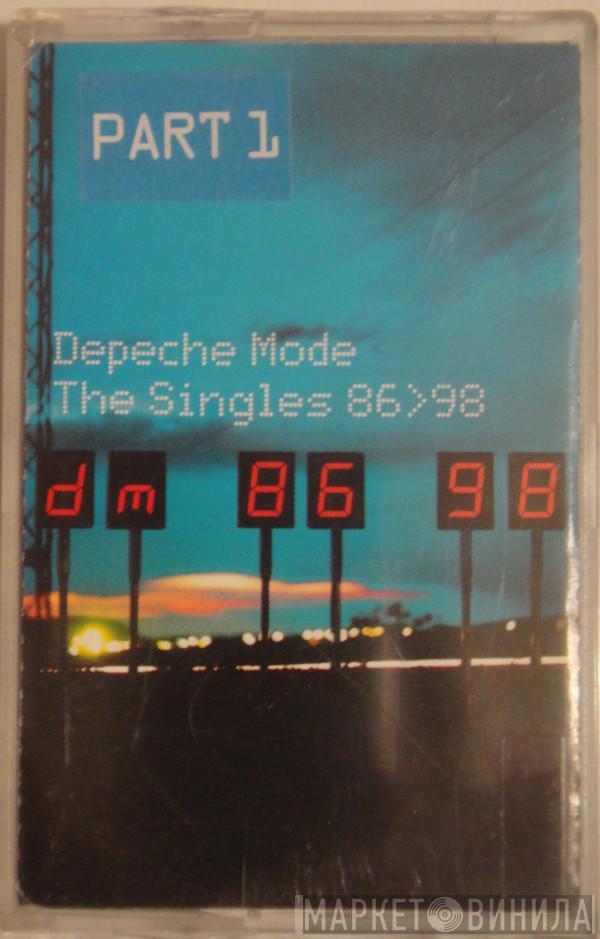 PART 1
Depeche Mode
The Singles 86>98
dm 86 98
МАРКЕТ ВИНИЛА